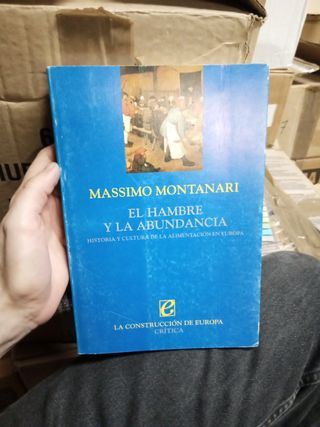 MASSIMO MONTANARI
EL HAMBRE
Y LA ABUNDANCIA
HISTORIA Y CULTURA DE LA ALIMENTACIÓN EN EUROPA
LA CONSTRUCCIÓN DE EUROPA
CRÍTICA